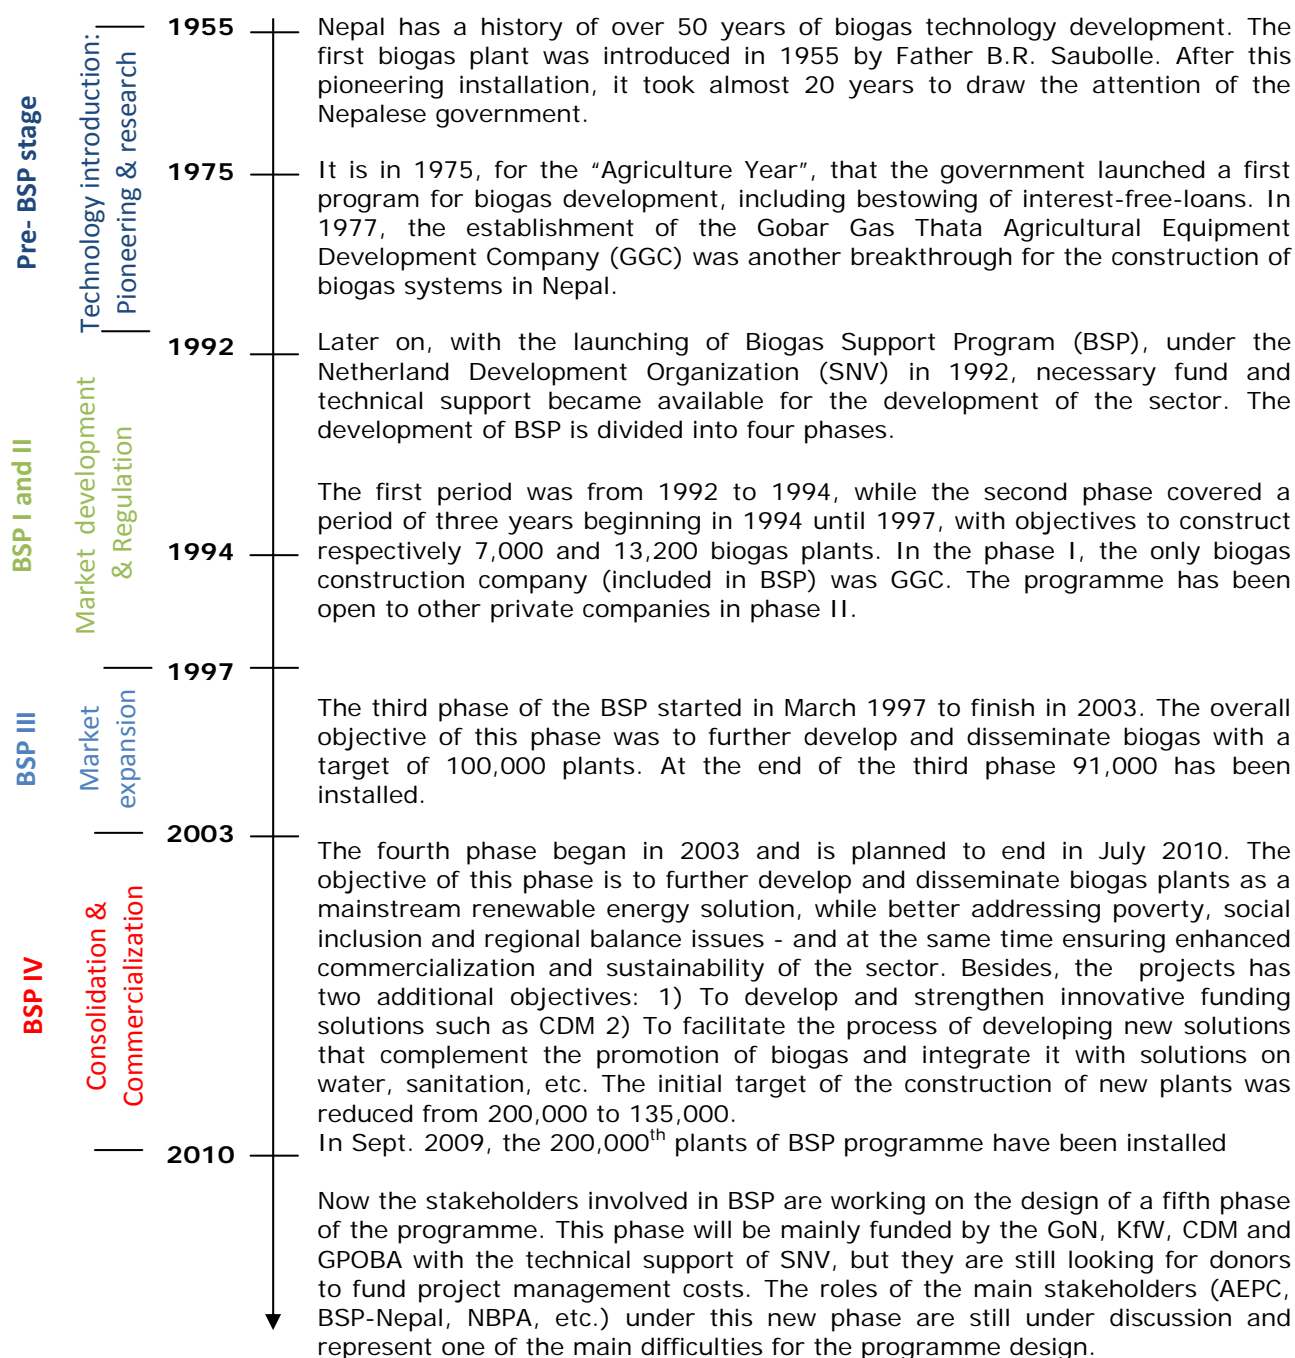 Pre- BSP stage
Technology introduction:
Pioneering & research
BSP I and II
Market development
& Regulation
BSP III
Market
expansion
BSP IV
Consolidation &
Commercialization
1955
Nepal has a history of over 50 years of biogas technology development. The
first biogas plant was introduced in 1955 by Father B.R. Saubolle. After this
pioneering installation, it took almost 20 years to draw the attention of the
Nepalese government.
1975
It is in 1975, for the “Agriculture Year”, that the government launched a first
program for biogas development, including bestowing of interest-free-loans. In
1977, the establishment of the Gobar Gas Thata Agricultural Equipment
Development Company (GGC) was another breakthrough for the construction of
biogas systems in Nepal.
1992
Later on, with the launching of Biogas Support Program (BSP), under the
Netherland Development Organization (SNV) in 1992, necessary fund and
technical support became available for the development of the sector. The
development of BSP is divided into four phases.
The first period was from 1992 to 1994, while the second phase covered a
period of three years beginning in 1994 until 1997, with objectives to construct
1994
respectively 7,000 and 13,200 biogas plants. In the phase I, the only biogas
construction company (included in BSP) was GGC. The programme has been
open to other private companies in phase II.
1997
The third phase of the BSP started in March 1997 to finish in 2003. The overall
objective of this phase was to further develop and disseminate biogas with a
target of 100,000 plants. At the end of the third phase 91,000 has been
installed.
2003
The fourth phase began in 2003 and is planned to end in July 2010. The
objective of this phase is to further develop and disseminate biogas plants as a
mainstream renewable energy solution, while better addressing poverty, social
inclusion and regional balance issues - and at the same time ensuring enhanced
commercialization and sustainability of the sector. Besides, the projects has
two additional objectives: 1) To develop and strengthen innovative funding
solutions such as CDM 2) To facilitate the process of developing new solutions
that complement the promotion of biogas and integrate it with solutions on
water, sanitation, etc. The initial target of the construction of new plants was
reduced from 200,000 to 135,000.
In Sept. 2009, the 200,000th plants of BSP programme have been installed
2010
Now the stakeholders involved in BSP are working on the design of a fifth phase
of the programme. This phase will be mainly funded by the GoN, KfW, CDM and
GPOBA with the technical support of SNV, but they are still looking for donors
to fund project management costs. The roles of the main stakeholders (AEPC,
BSP-Nepal, NBPA, etc.) under this new phase are still under discussion and
represent one of the main difficulties for the programme design.